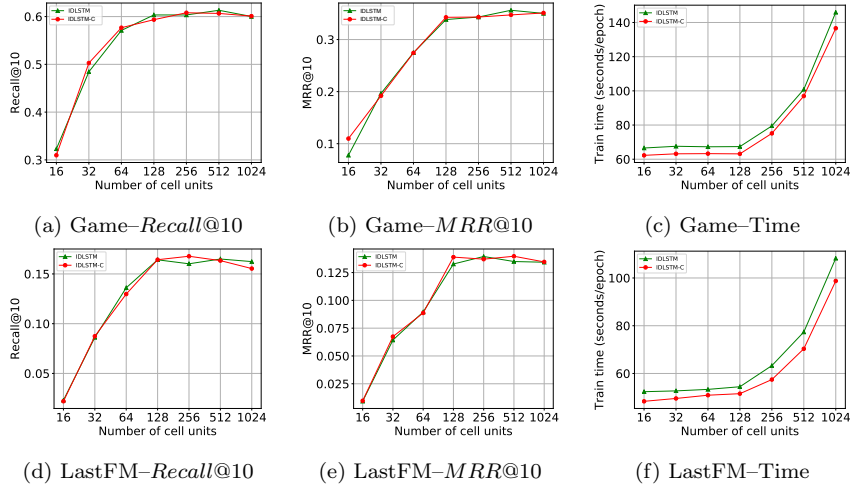 IDLSTM
IDLSTM-C
Recall@10
0.6
0.5
0.4
0.3
16 32 64 128 256 512 1024
Number of cell units
(a) Game–Recall@10
IDLSTM
IDLSTM-C
MRR@10
0.3
0.2
0.1
16 32 64 128 256 512 1024
Number of cell units
(b) Game–MRR@10
IDLSTM
IDLSTM-C
Train time (seconds/epoch)
140
120
100
80
60
16 32 64 128 256 512 1024
Number of cell units
(c) Game–Time
IDLSTM
IDLSTM-C
Recall@10
0.15
0.10
0.05
16 32 64 128 256 512 1024
Number of cell units
(d) LastFM–Recall@10
IDLSTM
IDLSTM-C
MRR@10
0.125
0.100
0.075
0.050
0.025
16 32 64 128 256 512 1024
Number of cell units
(e) LastFM–MRR@10
IDLSTM
IDLSTM-C
Train time (seconds/epoch)
100
80
60
16 32 64 128 256 512 1024
Number of cell units
(f) LastFM–Time